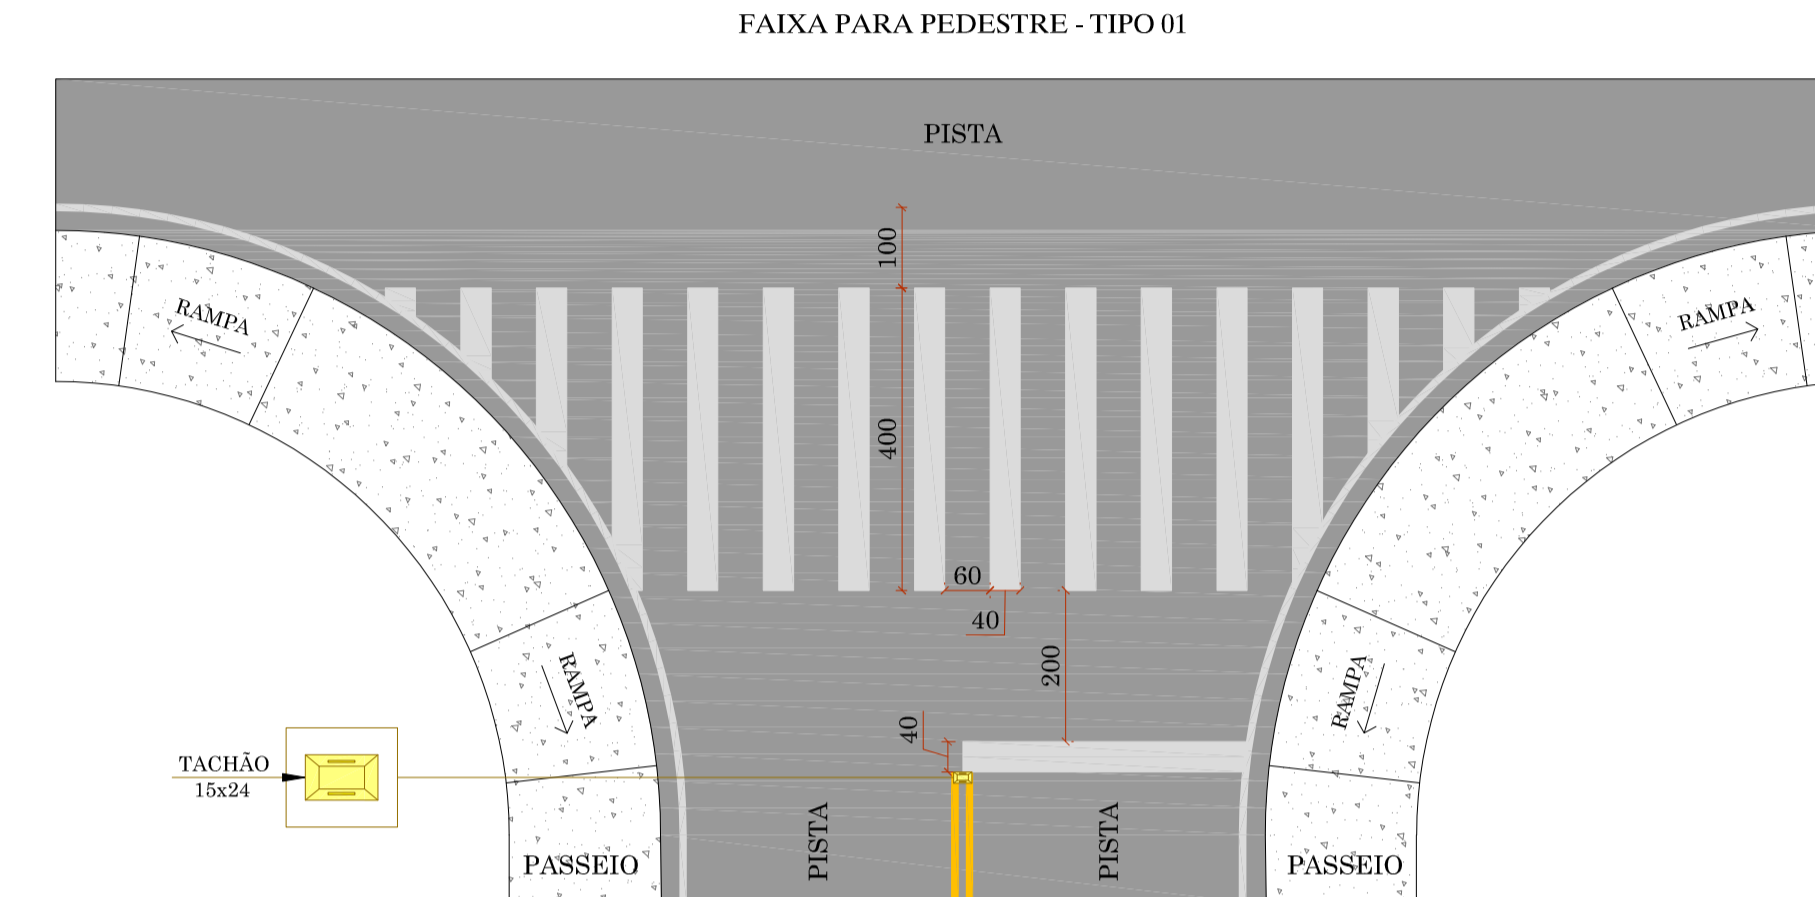 FAIXA PARA PEDESTRE - TIPO 01
PISTA
100
RAMPA
RAMPA
400
60
40
200
RAMPA
RAMPA
40
TACHÃO
15x24
PISTA
PISTA
PASSEIO
PASSEIO